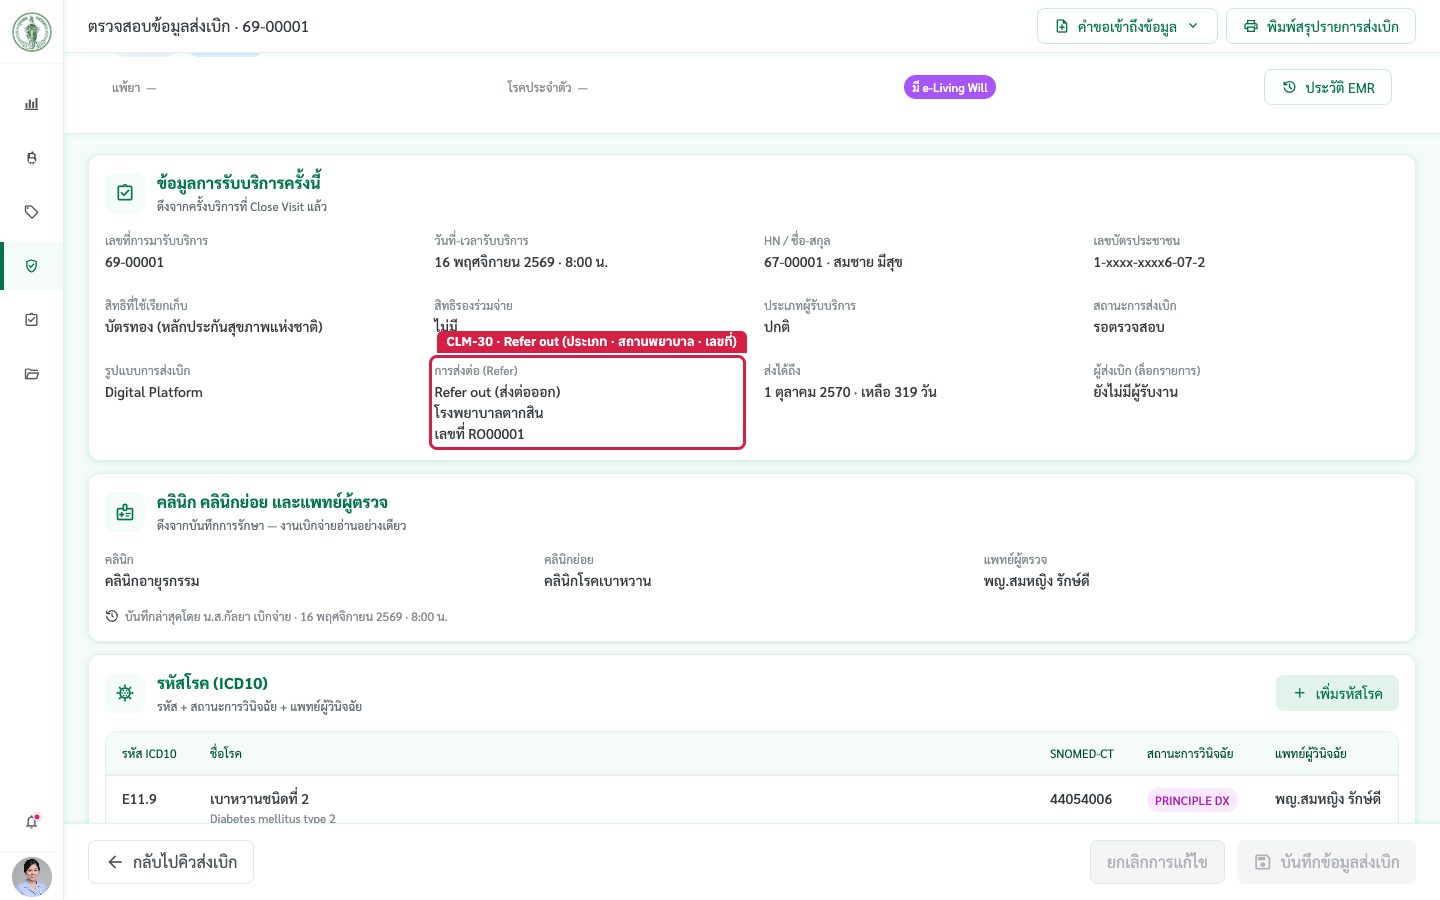 ตรวจสอบข้อมูลส่งเบิก · 69-00001
คำขอเข้าถึงข้อมูล
พิมพ์สรุปรายการส่งเบิก
แพ้ยา —
โรคประจำตัว —
มี e-Living Will
ประวัติ EMR
ข้อมูลการรับบริการครั้งนี้
ดึงจากครั้งบริการที่ Close Visit แล้ว
เลขที่การมารับบริการ
วันที่-เวลารับบริการ
HN / ชื่อ-สกุล
เลขบัตรประชาชน
69-00001
16 พฤศจิกายน 2569 · 8:00 น.
67-00001 · สมชาย มีสุข
1-xxxx-xxxx6-07-2
สิทธิที่ใช้เรียกเก็บ
สิทธิรองร่วมจ่าย
ประเภทผู้รับบริการ
สถานะการส่งเบิก
บัตรทอง (หลักประกันสุขภาพแห่งชาติ)
ไม่มี
ปกติ
รอตรวจสอบ
CLM-30 · Refer out (ประเภท · สถานพยาบาล · เลขที่)
รูปแบบการส่งเบิก
การส่งต่อ (Refer)
ส่งได้ถึง
ผู้ส่งเบิก (ล็อกรายการ)
Digital Platform
Refer out (ส่งต่อออก)
1 ตุลาคม 2570 · เหลือ 319 วัน
ยังไม่มีผู้รับงาน
โรงพยาบาลตากสิน
เลขที่ RO00001
คลินิก คลินิกย่อย และแพทย์ผู้ตรวจ
ดึงจากบันทึกการรักษา — งานเบิกจ่ายอ่านอย่างเดียว
คลินิก
คลินิกย่อย
แพทย์ผู้ตรวจ
คลินิกอายุรกรรม
คลินิกโรคเบาหวาน
พญ.สมหญิง รักษ์ดี
บันทึกล่าสุดโดย น.ส.กัลยา เบิกจ่าย · 16 พฤศจิกายน 2569 · 8:00 น.
รหัสโรค (ICD10)
รหัส + สถานะการวินิจฉัย + แพทย์ผู้วินิจฉัย
เพิ่มรหัสโรค
รหัส ICD10
ชื่อโรค
SNOMED-CT
สถานะการวินิจฉัย
แพทย์ผู้วินิจฉัย
E11.9
เบาหวานชนิดที่ 2
44054006
PRINCIPLE DX
พญ.สมหญิง รักษ์ดี
Diabetes mellitus type 2
กลับไปคิวส่งเบิก
ยกเลิกการแก้ไข
บันทึกข้อมูลส่งเบิก